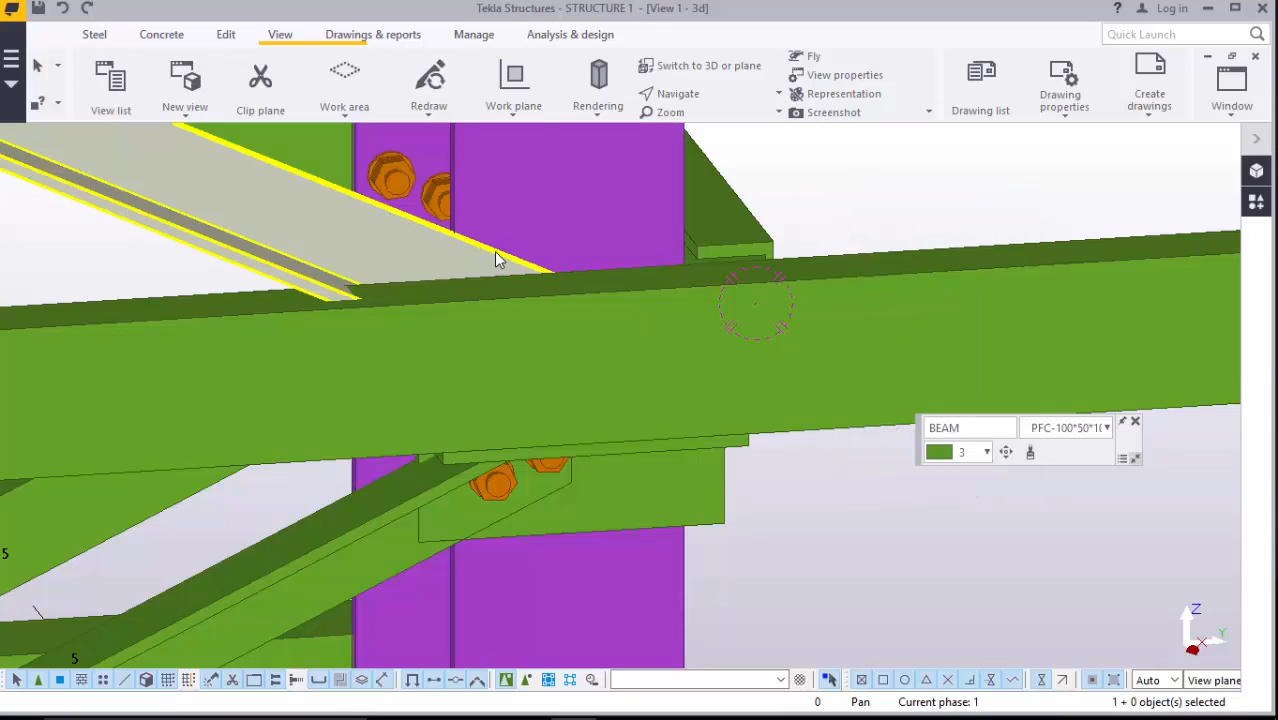 Tekla Structures - STRUCTURE 1 - [View 1 - 3d]
? Log in
Steel Concrete Edit View Drawings & reports Manage Analysis & design
Quick Launch
View list
New view
Clip plane
Work area
Redraw
Work plane
Rendering
Switch to 3D or plane
Navigate
Zoom
Fly
View properties
Representation
Screenshot
Drawing list
Drawing properties
Create drawings
Window
BEAM PFC-100*50*10
3
5
5
Z
Y
X
Auto View plane
0 Pan Current phase: 1 1 + 0 object(s) selected